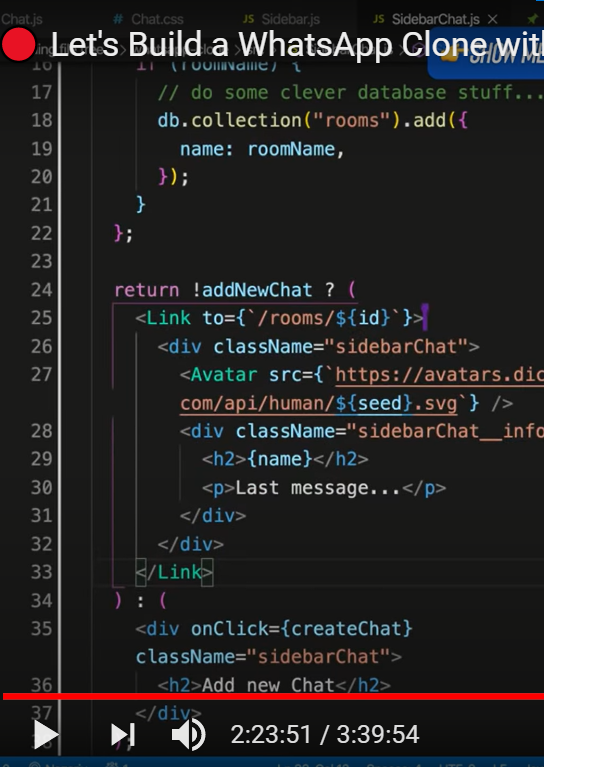 Chat.js # Chat.css JS Sidebar.js JS SidebarChat.js ×
Let's Build a WhatsApp Clone with
SHOW ME
16 if (roomName) {
17 // do some clever database stuff...
18 db.collection("rooms").add({
19 name: roomName,
20 });
21 }
22 };
23
24 return !addNewChat ? (
25 <Link to={`/rooms/${id}`}>
26 <div className="sidebarChat">
27 <Avatar src={`https://avatars.dic
com/api/human/${seed}.svg`} />
28 <div className="sidebarChat__info
29 <h2>{name}</h2>
30 <p>Last message...</p>
31 </div>
32 </div>
33 </Link>
34 ) : (
35 <div onClick={createChat}
className="sidebarChat">
36 <h2>Add new Chat</h2>
37 </div>
2:23:51 / 3:39:54